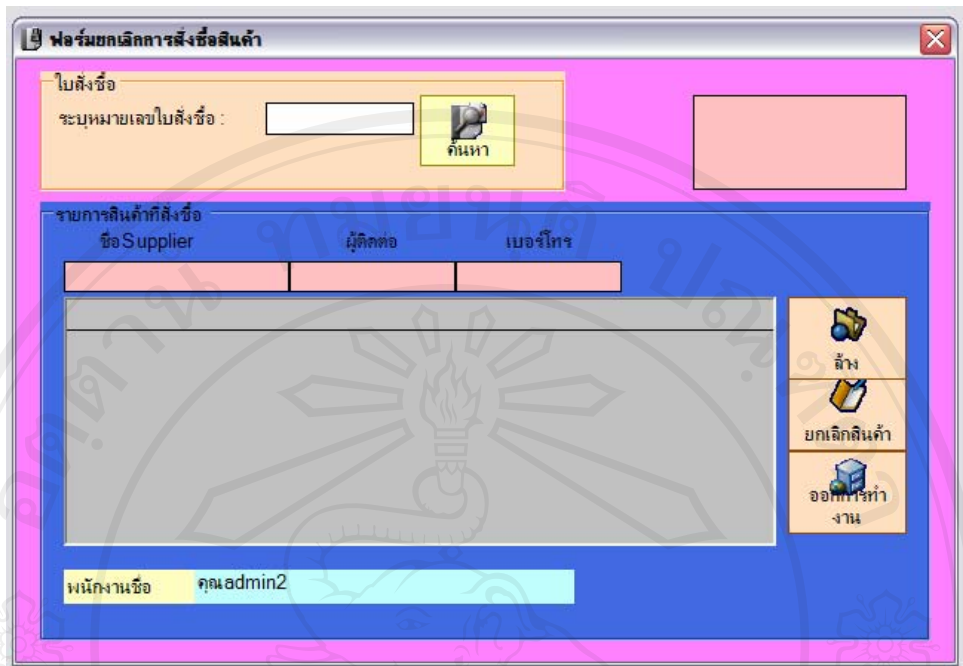 ฟอร์มยกเลิกการสั่งซื้อสินค้า
ใบสั่งซื้อ
ระบุหมายเลขใบสั่งซื้อ :
ค้นหา
รายการสินค้าที่สั่งซื้อ
ชื่อSupplier ผู้ติดต่อ เบอร์โทร
ล้าง
ยกเลิกสินค้า
ออกการทำ
งาน
พนักงานชื่อ คุณadmin2